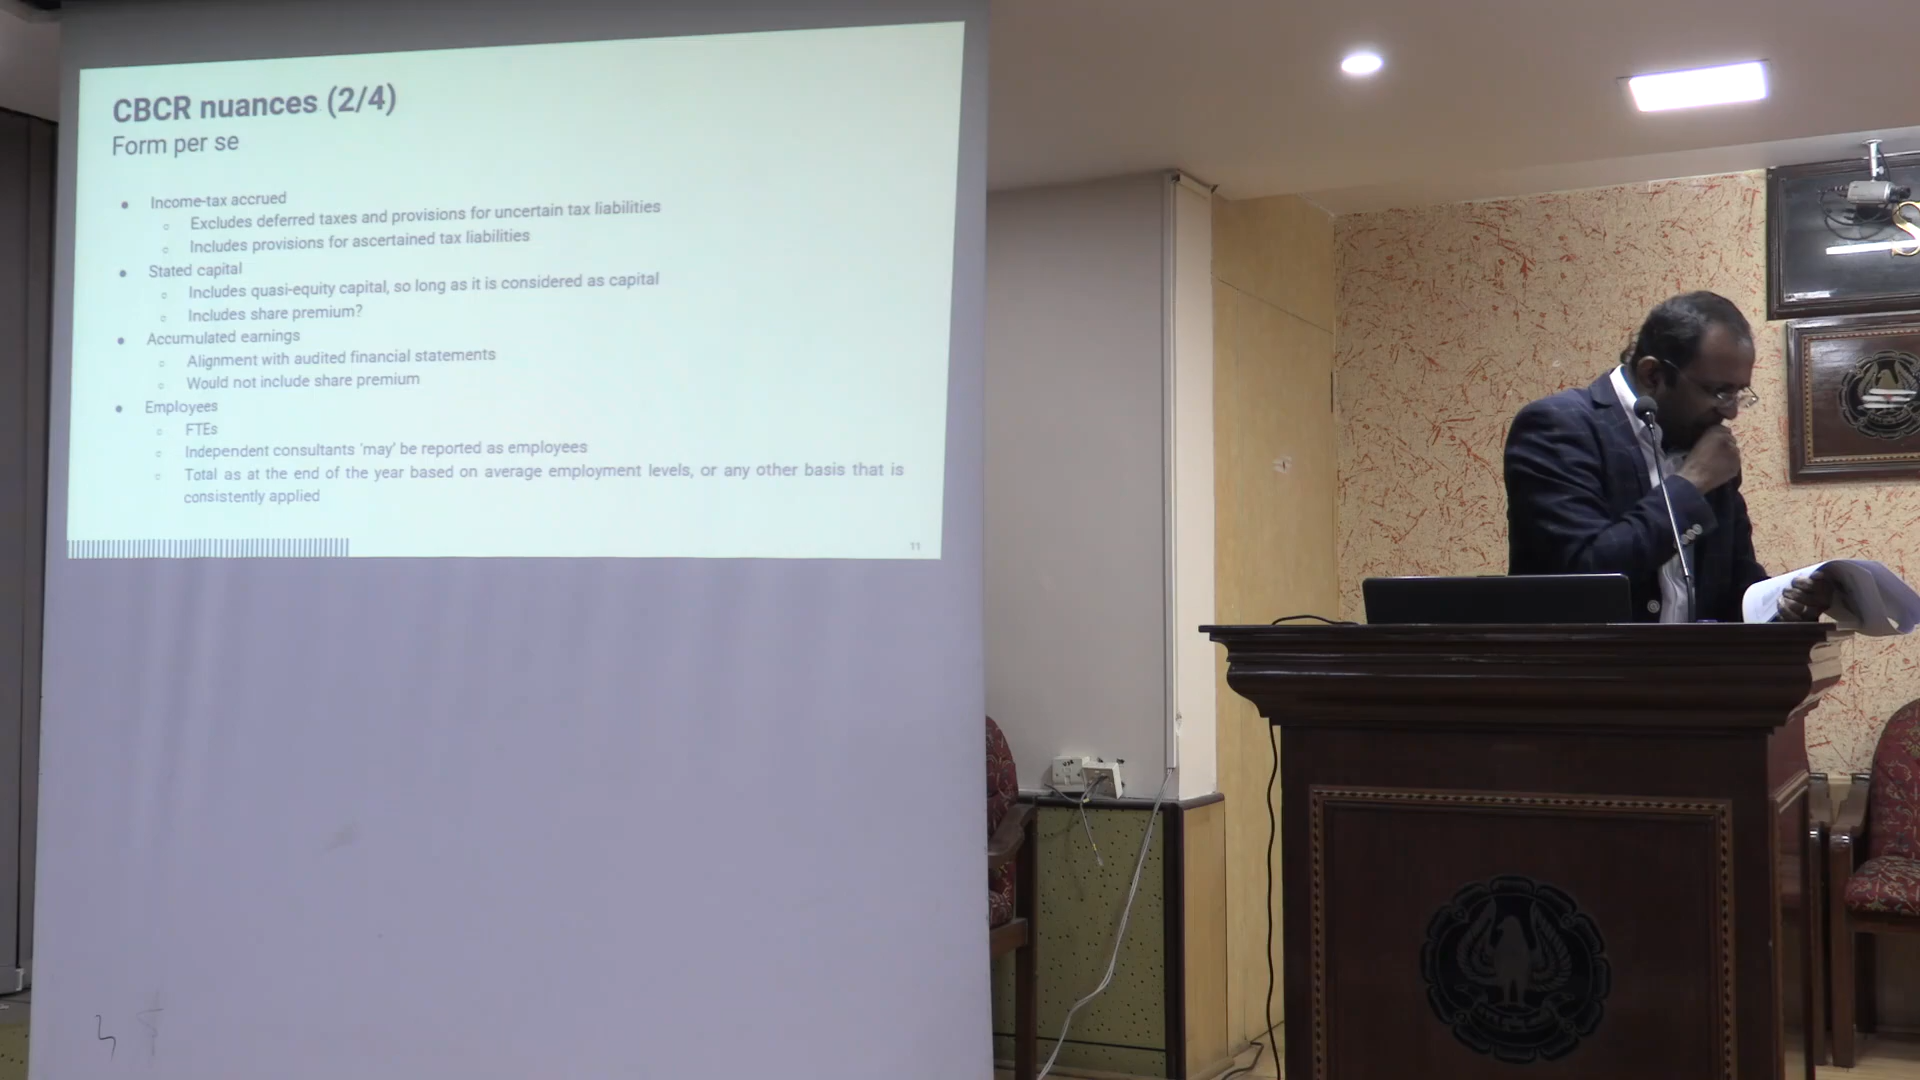 CBCR nuances (2/4)
Form per se
● Income-tax accrued
○ Excludes deferred taxes and provisions for uncertain tax liabilities
○ Includes provisions for ascertained tax liabilities
● Stated capital
○ Includes quasi-equity capital, so long as it is considered as capital
○ Includes share premium?
● Accumulated earnings
○ Alignment with audited financial statements
○ Would not include share premium
● Employees
○ FTEs
○ Independent consultants ‘may’ be reported as employees
○ Total as at the end of the year based on average employment levels, or any other basis that is
consistently applied
11